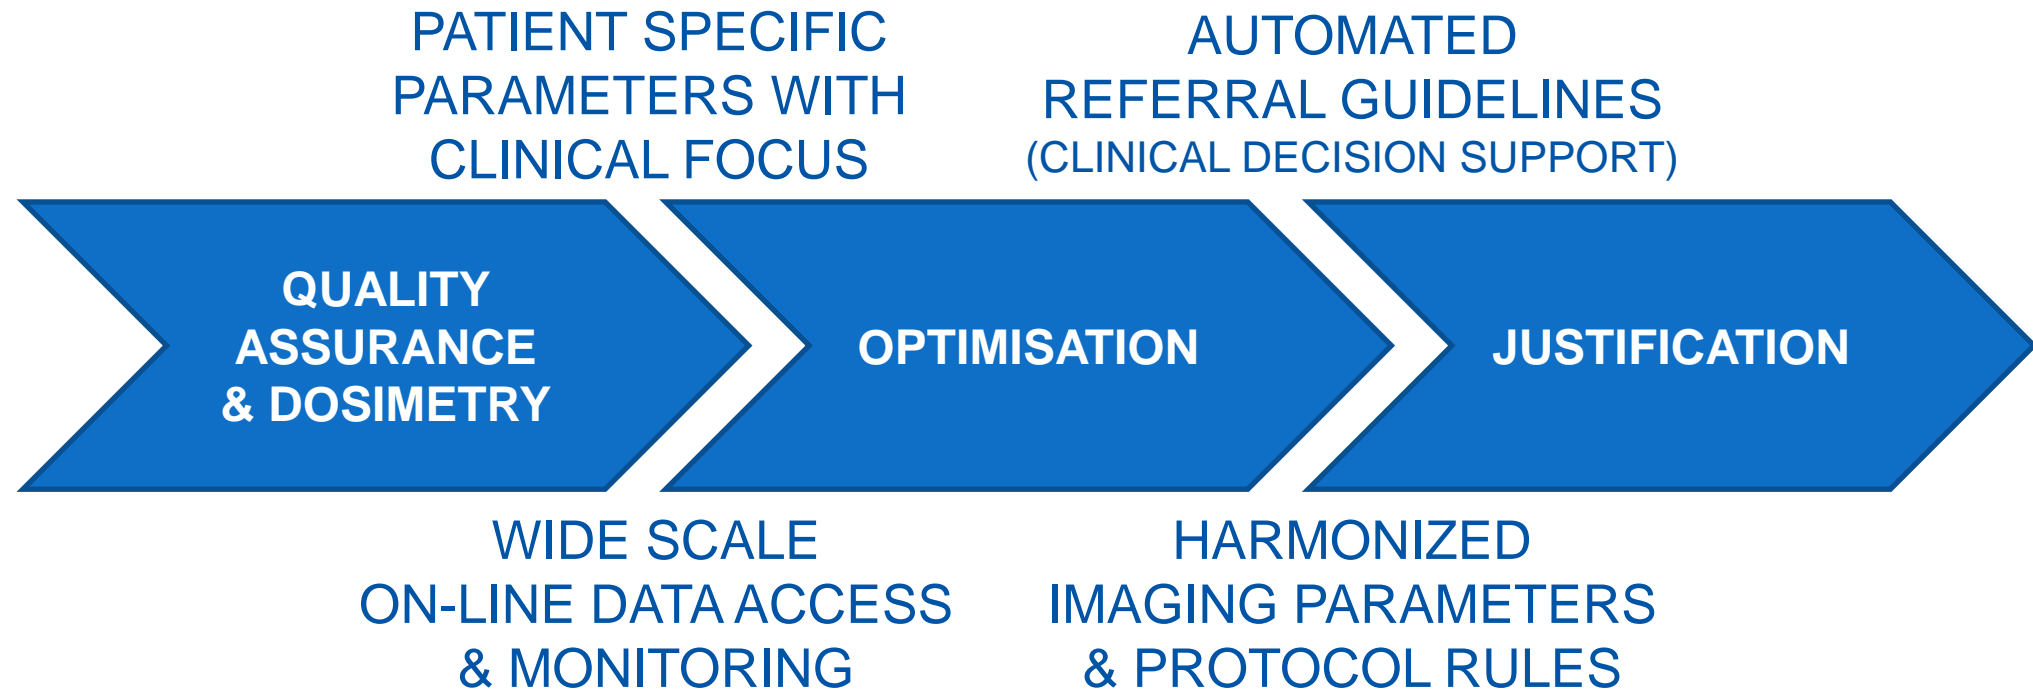 PATIENT SPECIFIC
PARAMETERS WITH
CLINICAL FOCUS
AUTOMATED
REFERRAL GUIDELINES
(CLINICAL DECISION SUPPORT)
QUALITY
ASSURANCE
& DOSIMETRY
OPTIMISATION
JUSTIFICATION
WIDE SCALE
ON-LINE DATA ACCESS
& MONITORING
HARMONIZED
IMAGING PARAMETERS
& PROTOCOL RULES